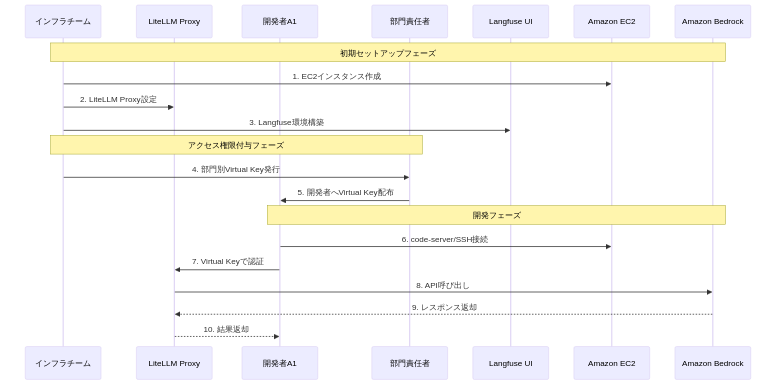 インフラチーム
LiteLLM Proxy
開発者A1
部門責任者
Langfuse UI
Amazon EC2
Amazon Bedrock
初期セットアップフェーズ
1. EC2インスタンス作成
2. LiteLLM Proxy設定
3. Langfuse環境構築
アクセス権限付与フェーズ
4. 部門別Virtual Key発行
5. 開発者へVirtual Key配布
開発フェーズ
6. code-server/SSH接続
7. Virtual Keyで認証
8. API呼び出し
9. レスポンス返却
10. 結果返却
インフラチーム
LiteLLM Proxy
開発者A1
部門責任者
Langfuse UI
Amazon EC2
Amazon Bedrock